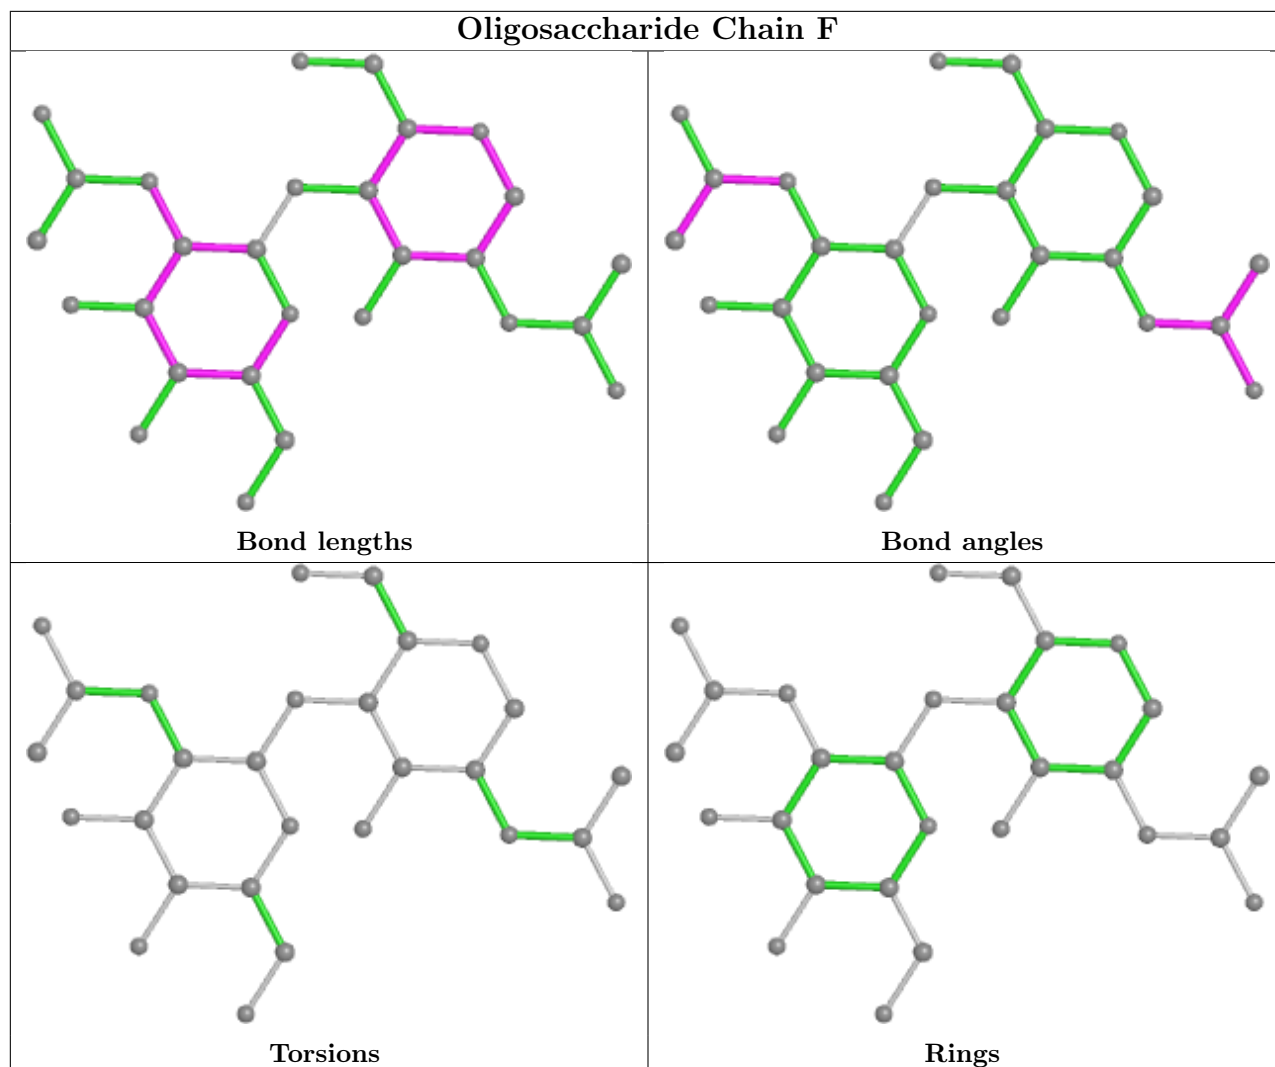 Oligosaccharide Chain F
Bond lengths
Bond angles
Torsions
Rings